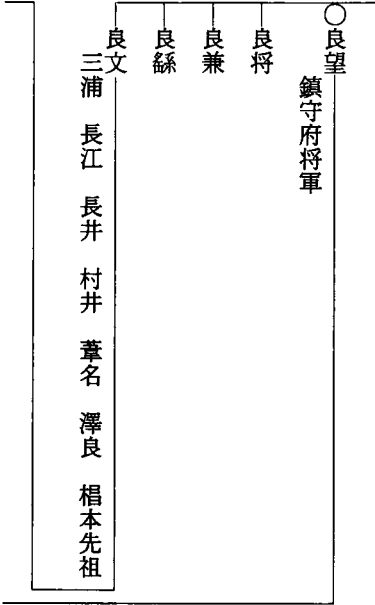 ○良望
鎮守府将軍
良将
良兼
良繇
良文
三浦 長江 長井 村井 葦名 澤良 椙本先祖